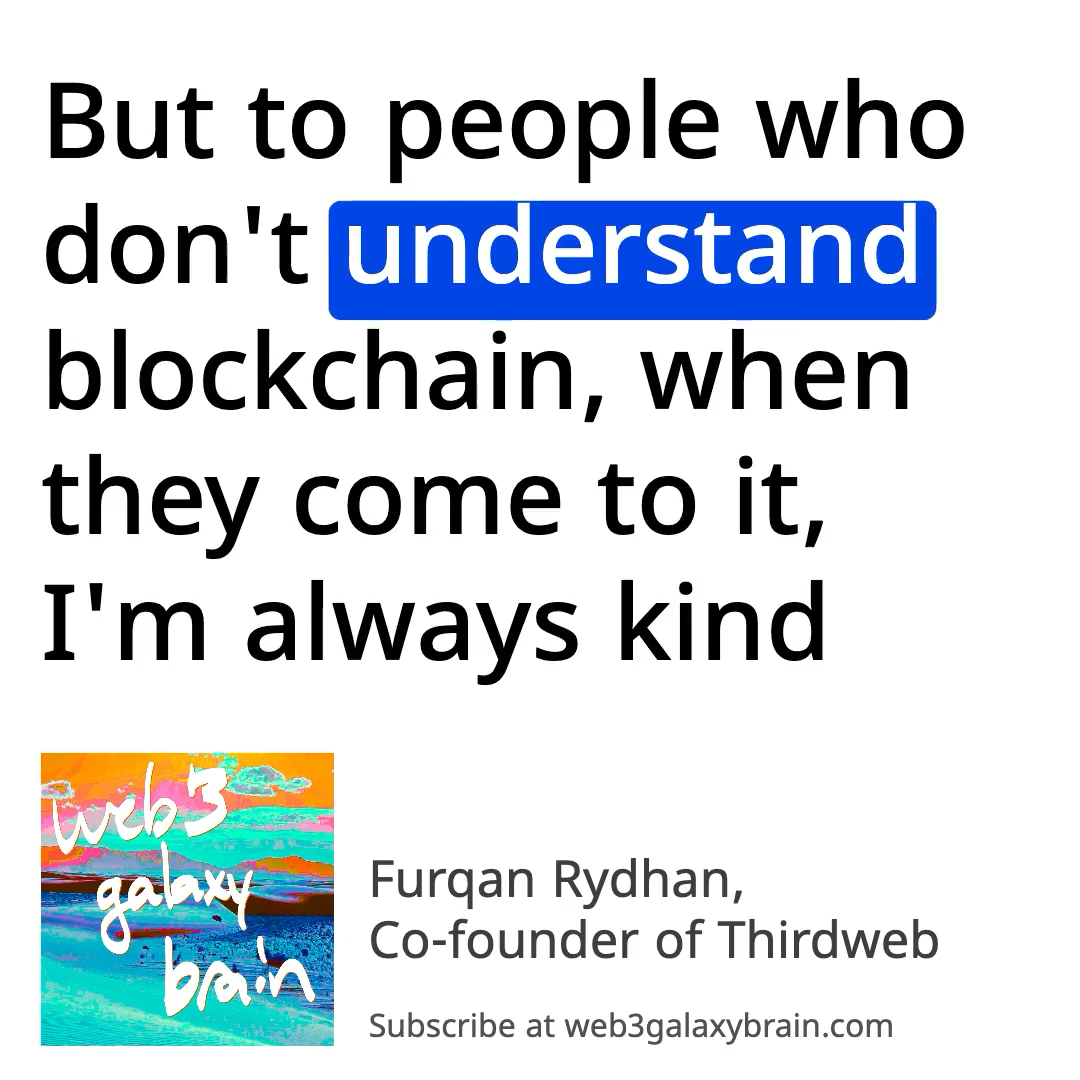 But to people who
don't understand
blockchain, when
they come to it,
I'm always kind
web3
galaxy
brain
Furqan Rydhan,
Co-founder of Thirdweb
Subscribe at web3galaxybrain.com